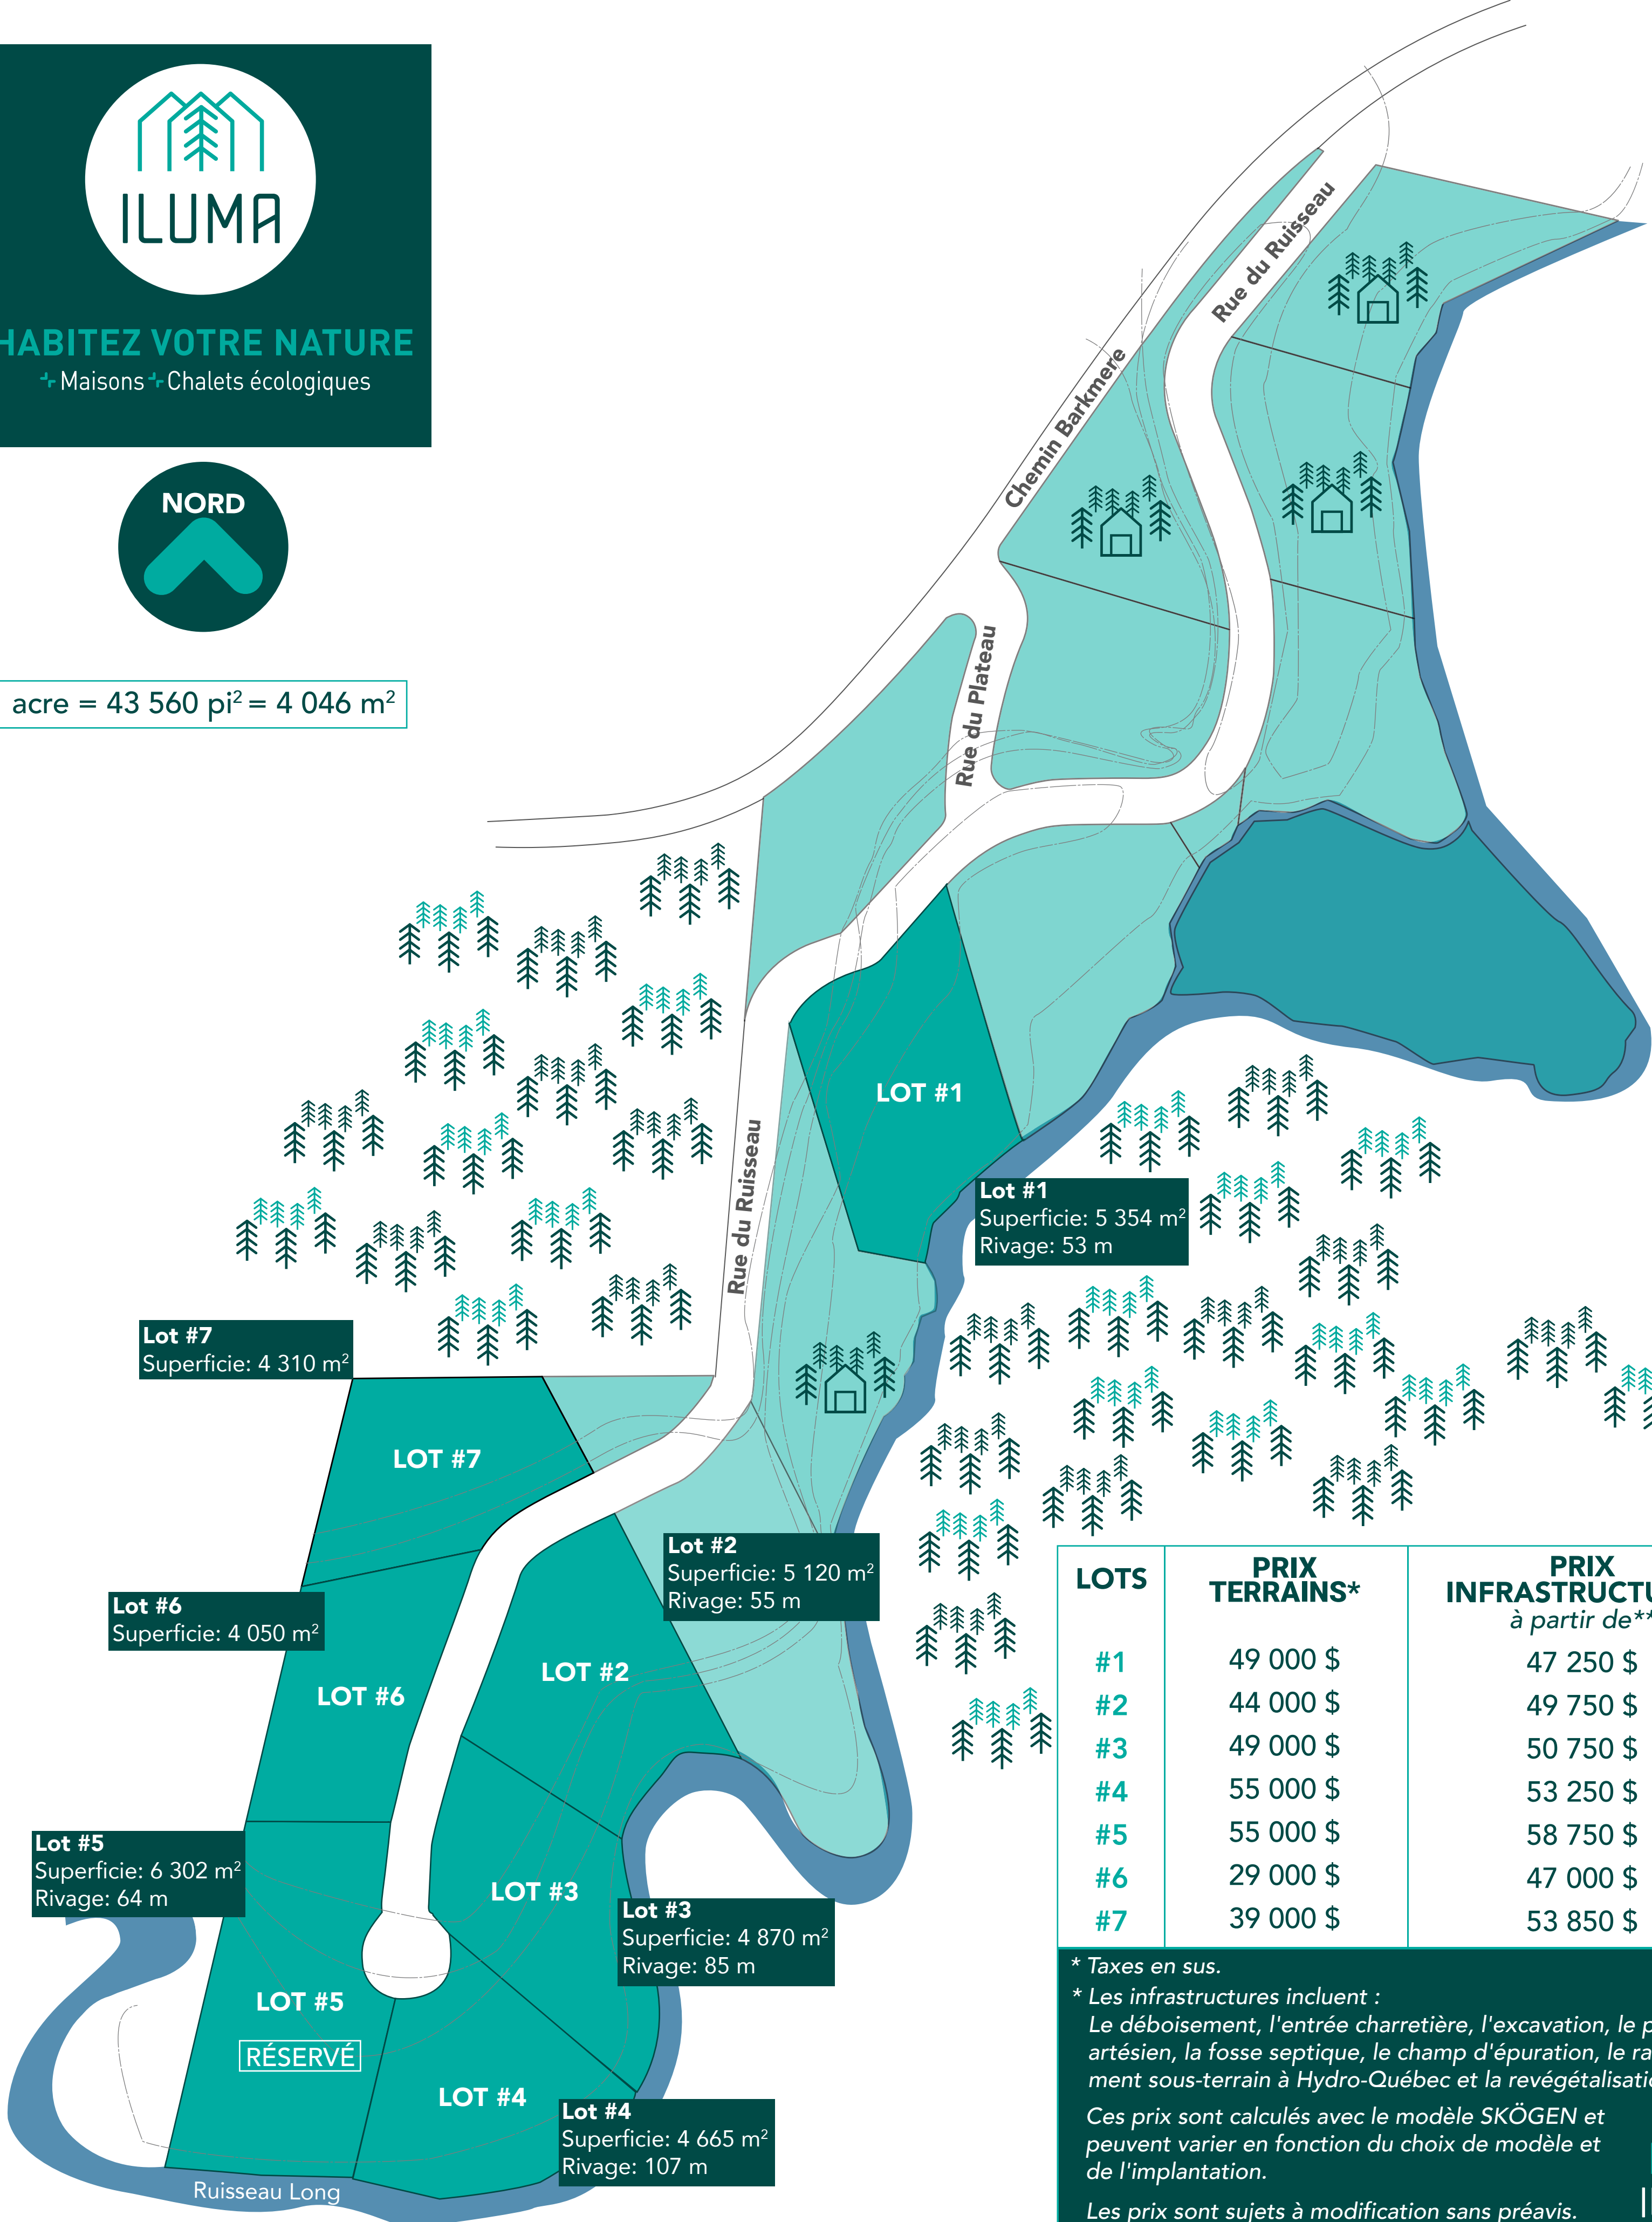 ILUMA
HABITEZ VOTRE NATURE
Maisons Chalets écologiques
NORD
acre = 43 560 pi² = 4 046 m²
Rue du Ruisseau
Chemin Barkmere
Rue du Plateau
LOT #1
Rue du Ruisseau
Lot #1
Superficie: 5 354 m²
Rivage: 53 m
Lot #7
Superficie: 4 310 m²
LOT #7
Lot #2
Superficie: 5 120 m²
Rivage: 55 m
Lot #6
Superficie: 4 050 m²
LOT #2
LOT #6
Lot #5
Superficie: 6 302 m²
Rivage: 64 m
LOT #3
Lot #3
Superficie: 4 870 m²
Rivage: 85 m
LOT #5
RÉSERVÉ
LOT #4
Lot #4
Superficie: 4 665 m²
Rivage: 107 m
Ruisseau Long
LOTS PRIX TERRAINS* PRIX INFRASTRUCTU
à partir de**
#1 49 000 $ 47 250 $
#2 44 000 $ 49 750 $
#3 49 000 $ 50 750 $
#4 55 000 $ 53 250 $
#5 55 000 $ 58 750 $
#6 29 000 $ 47 000 $
#7 39 000 $ 53 850 $
* Taxes en sus.
* Les infrastructures incluent :
Le déboisement, l'entrée charretière, l'excavation, le p
artésien, la fosse septique, le champ d'épuration, le ra
ment sous-terrain à Hydro-Québec et la revégétalisatio
Ces prix sont calculés avec le modèle SKÖGEN et
peuvent varier en fonction du choix de modèle et
de l'implantation.
Les prix sont sujets à modification sans préavis.